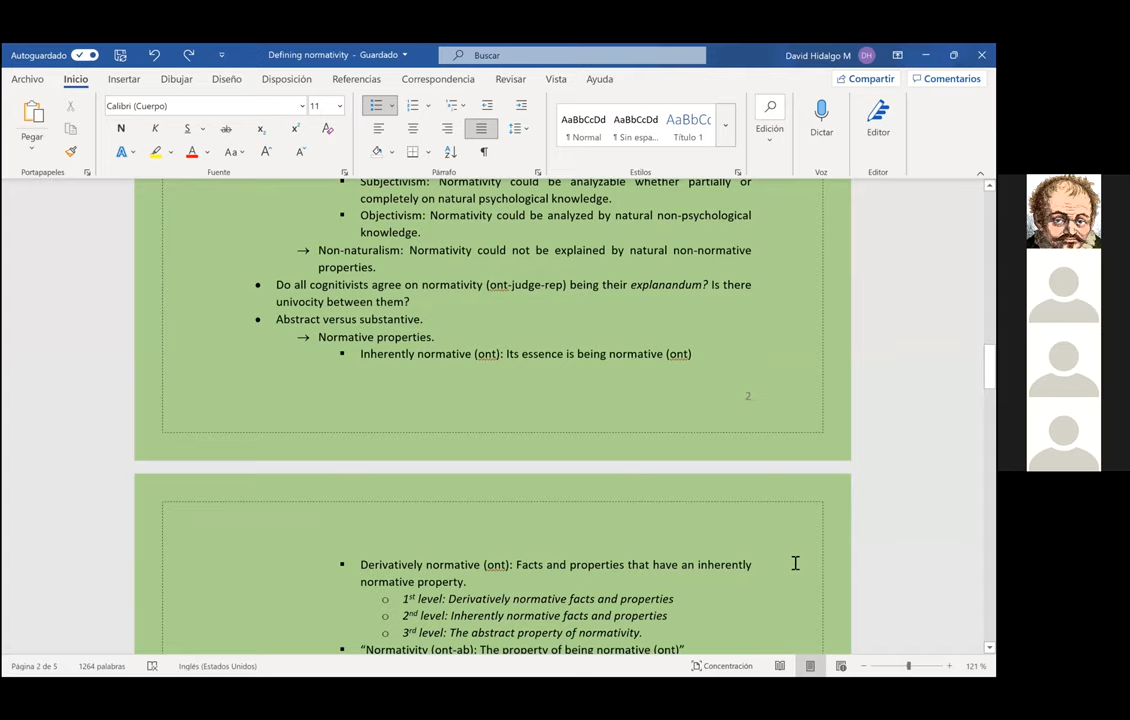 Autoguardado
Defining normativity - Guardado
Buscar
David Hidalgo M
DH
Archivo
Inicio
Insertar
Dibujar
Diseño
Disposición
Referencias
Correspondencia
Revisar
Vista
Ayuda
Compartir
Comentarios
Pegar
Calibri (Cuerpo)
11
N
K
S
ab
x₂
x²
A
A
Aa
A
A
AaBbCcDd
¶ Normal
AaBbCcDd
¶ Sin espa...
AaBbCc
Título 1
Edición
Dictar
Editor
Portapapeles
Fuente
Párrafo
Estilos
Voz
Editor
Subjectivism: Normativity could be analyzable whether partially or
completely on natural psychological knowledge.
Objectivism: Normativity could be analyzed by natural non-psychological
knowledge.
→ Non-naturalism: Normativity could not be explained by natural non-normative
properties.
• Do all cognitivists agree on normativity (ont-judge-rep) being their explanandum? Is there
univocity between them?
• Abstract versus substantive.
→ Normative properties.
▪ Inherently normative (ont): Its essence is being normative (ont)
2
▪ Derivatively normative (ont): Facts and properties that have an inherently
normative property.
o 1st level: Derivatively normative facts and properties
o 2nd level: Inherently normative facts and properties
o 3rd level: The abstract property of normativity.
▪ “Normativity (ont-ab): The property of being normative (ont)”
Página 2 de 5
1264 palabras
Inglés (Estados Unidos)
Concentración
121 %